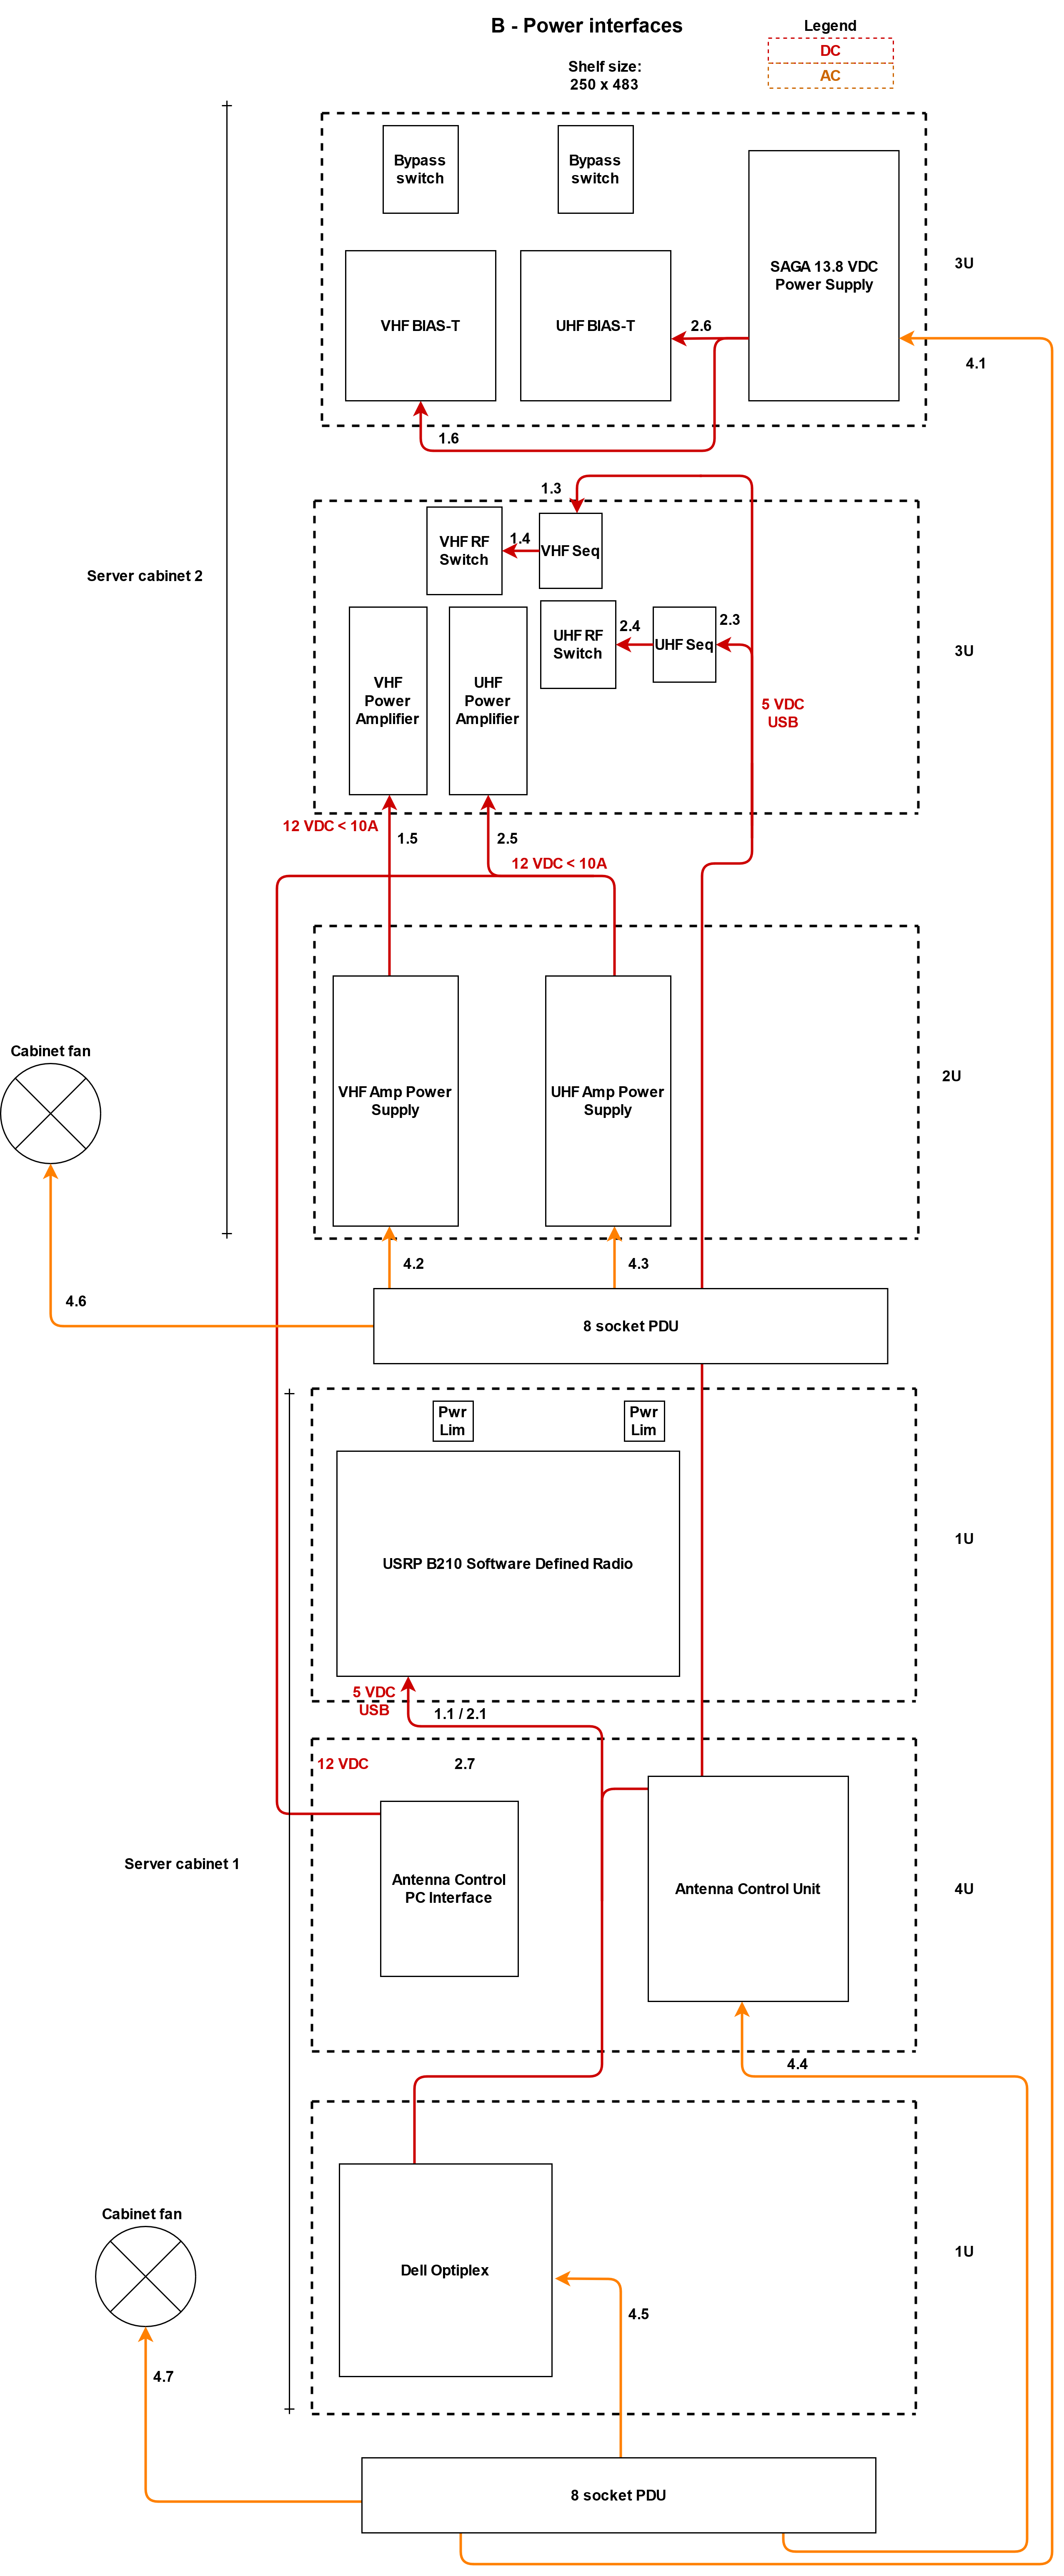 B - Power interfaces
Legend
DC
AC
Shelf size:
250 x 483
Bypass
switch
Bypass
switch
SAGA 13.8 VDC
Power Supply
3U
VHF BIAS-T
UHF BIAS-T
2.6
4.1
1.6
1.3
VHF RF
Switch
1.4
VHF Seq
Server cabinet 2
UHF RF
Switch
2.4
UHF Seq
2.3
3U
VHF
Power
Amplifier
UHF
Power
Amplifier
5 VDC
USB
12 VDC < 10A
1.5
2.5
12 VDC < 10A
Cabinet fan
VHF Amp Power
Supply
UHF Amp Power
Supply
2U
4.2
4.3
4.6
8 socket PDU
Pwr
Lim
Pwr
Lim
USRP B210 Software Defined Radio
1U
5 VDC
USB
1.1 / 2.1
12 VDC
2.7
Server cabinet 1
Antenna Control
PC Interface
Antenna Control Unit
4U
4.4
Cabinet fan
Dell Optiplex
1U
4.5
4.7
8 socket PDU